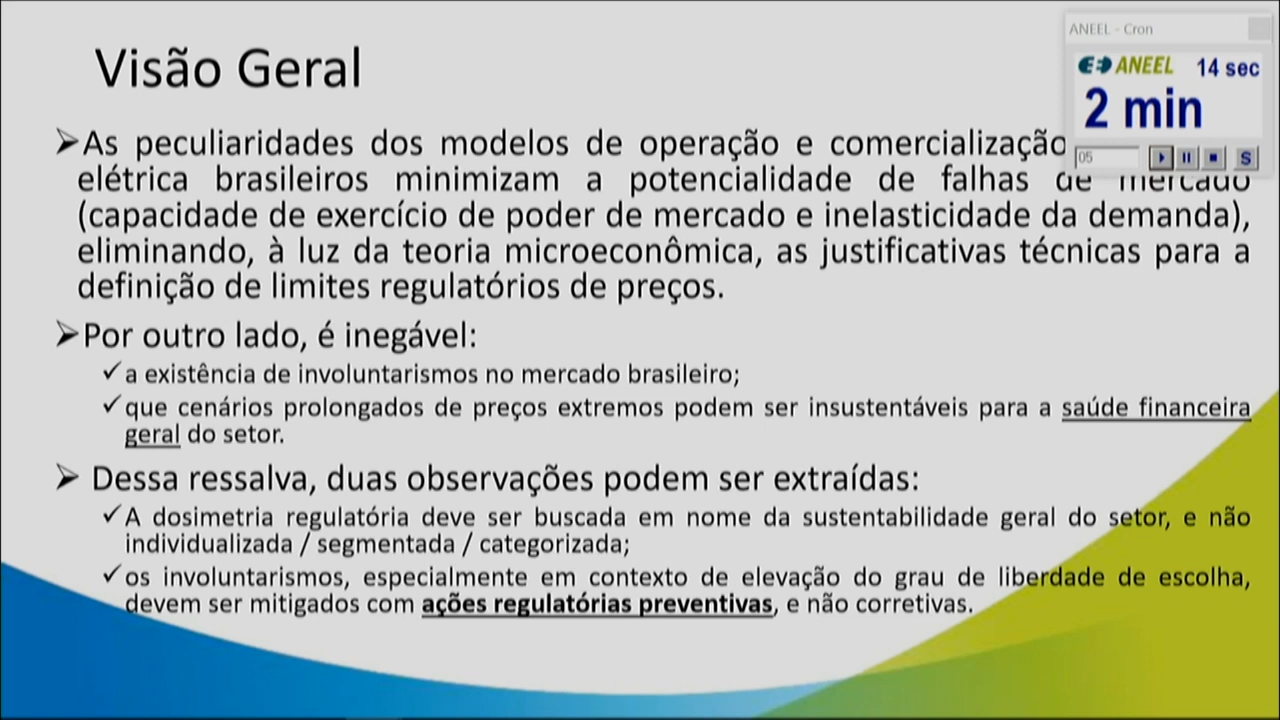 Visão Geral
ANEEL - Cron
ANEEL 14 sec
2 min
05
S
➢As peculiaridades dos modelos de operação e comercialização
elétrica brasileiros minimizam a potencialidade de falhas de mercado
(capacidade de exercício de poder de mercado e inelasticidade da demanda),
eliminando, à luz da teoria microeconômica, as justificativas técnicas para a
definição de limites regulatórios de preços.
➢Por outro lado, é inegável:
✓a existência de involuntarismos no mercado brasileiro;
✓que cenários prolongados de preços extremos podem ser insustentáveis para a saúde financeira
geral do setor.
➢ Dessa ressalva, duas observações podem ser extraídas:
✓A dosimetria regulatória deve ser buscada em nome da sustentabilidade geral do setor, e não
individualizada / segmentada / categorizada;
✓os involuntarismos, especialmente em contexto de elevação do grau de liberdade de escolha,
devem ser mitigados com ações regulatórias preventivas, e não corretivas.